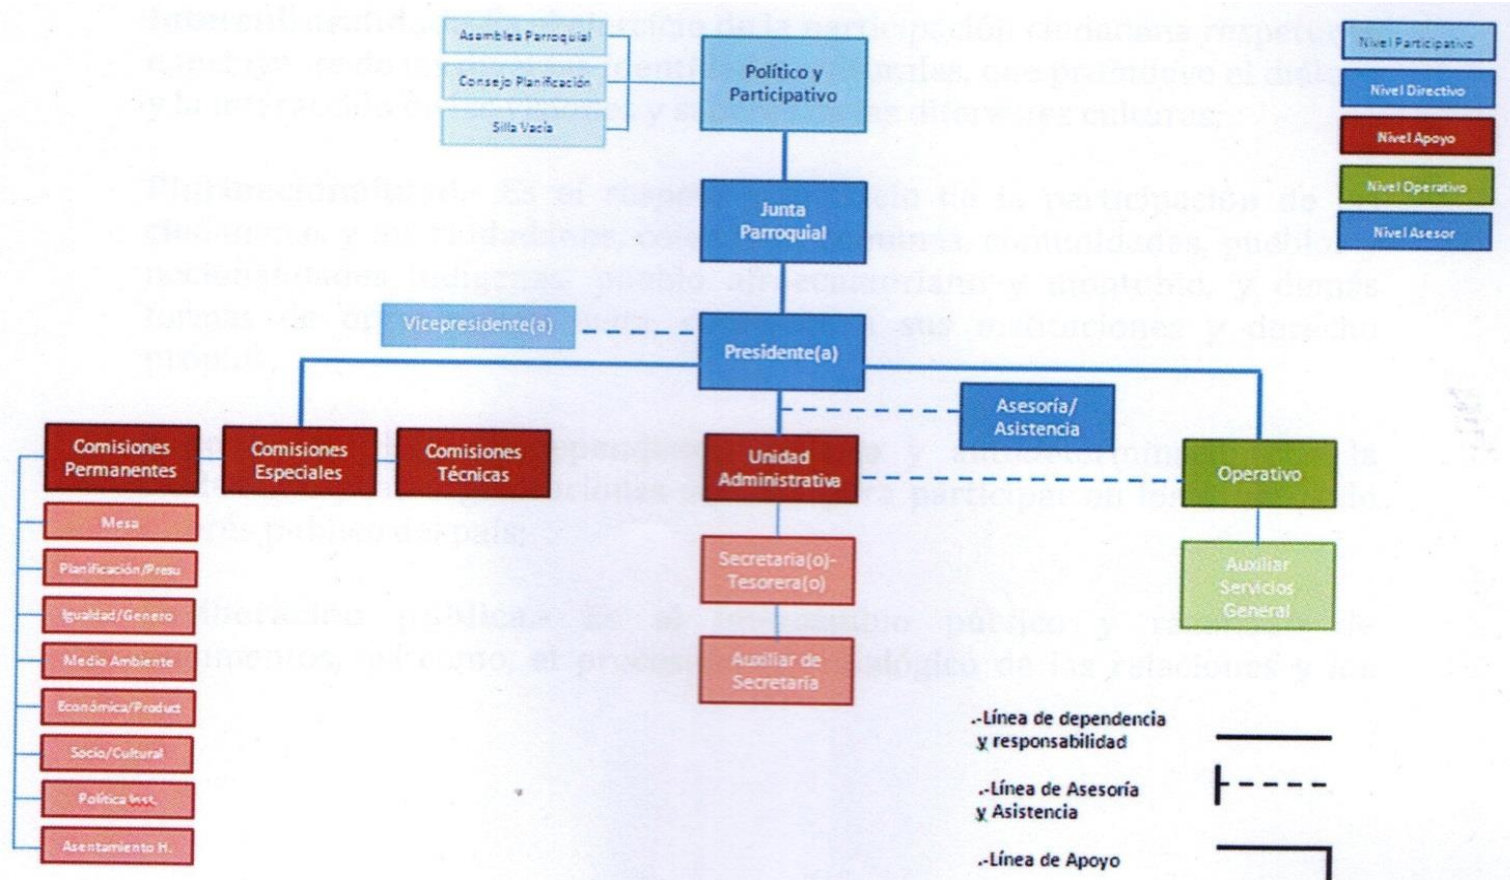 Asamblea Parroquial
Consejo Planificación
Silla Vacía
Político y
Participativo
Nivel Participativo
Nivel Directivo
Nivel Apoyo
Nivel Operativo
Nivel Asesor
Junta
Parroquial
Vicepresidente(a)
Presidente(a)
Asesoría/
Asistencia
Comisiones
Permanentes
Comisiones
Especiales
Comisiones
Técnicas
Unidad
Administrativa
Operativo
Mesa
Planificación/Presu
Igualdad/Genero
Medio Ambiente
Económica/Product
Socio/Cultural
Política Inst.
Asentamiento H.
Secretaria(o)-
Tesorera(o)
Auxiliar de
Secretaría
Auxiliar
Servicios
General
.-Línea de dependencia
y responsabilidad
.-Línea de Asesoría
y Asistencia
.-Línea de Apoyo